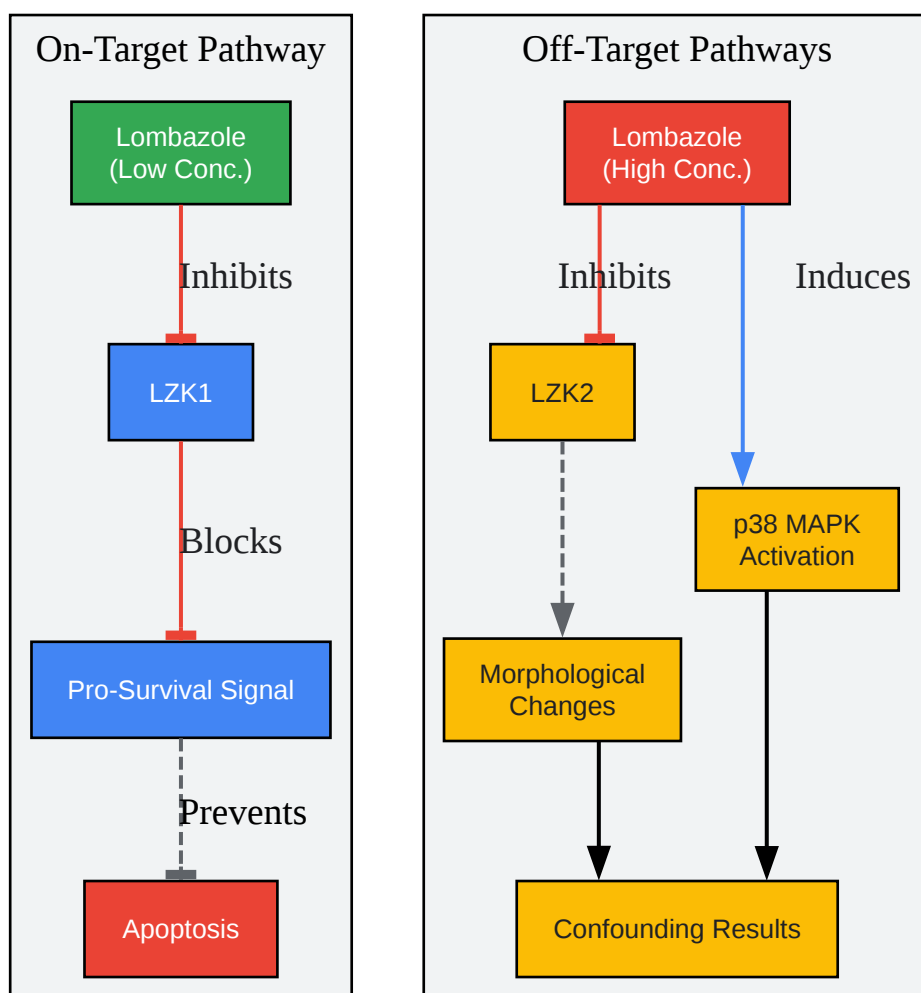 On-Target Pathway
Lombazole
(Low Conc.)
Inhibits
LZK1
Blocks
Pro-Survival Signal
Prevents
Apoptosis
Off-Target Pathways
Lombazole
(High Conc.)
Inhibits
Induces
LZK2
p38 MAPK
Activation
Morphological
Changes
Confounding Results